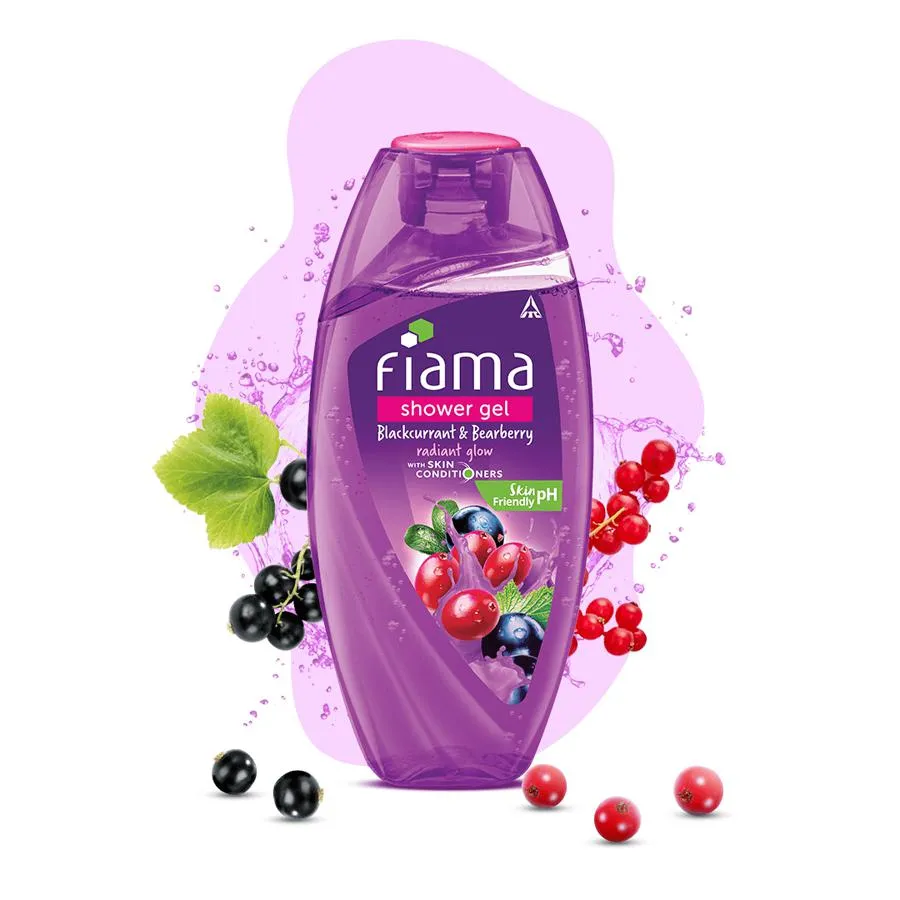 ITC
fiama
shower gel
Blackcurrant & Bearberry
radiant glow
WITH SKIN
CONDITIONERS
Skin
Friendly pH